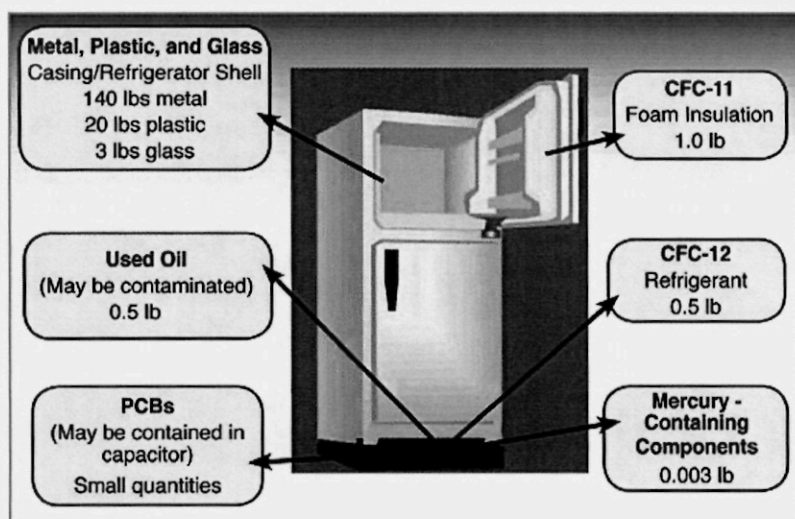 Metal, Plastic, and Glass
Casing/Refrigerator Shell
140 lbs metal
20 lbs plastic
3 lbs glass
CFC-11
Foam Insulation
1.0 lb
Used Oil
(May be contaminated)
0.5 lb
CFC-12
Refrigerant
0.5 lb
PCBs
(May be contained in
capacitor)
Small quantities
Mercury -
Containing
Components
0.003 lb